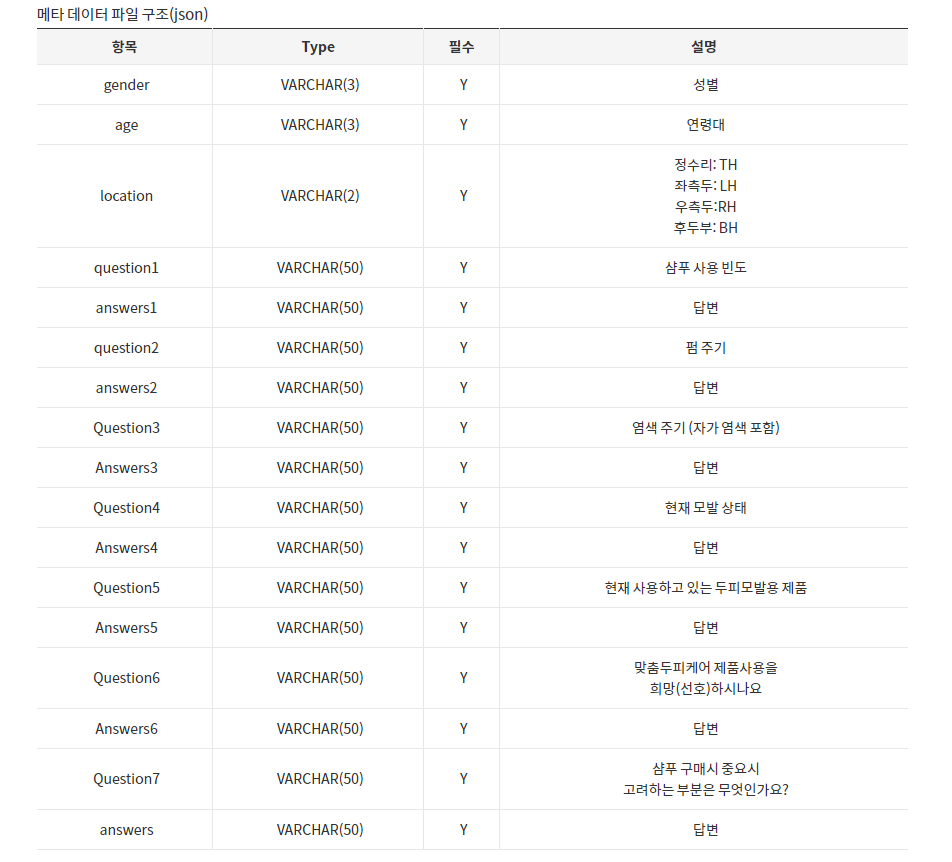 메타 데이터 파일 구조(json)
항목 Type 필수 설명
gender VARCHAR(3) Y 성별
age VARCHAR(3) Y 연령대
location VARCHAR(2) Y 정수리: TH
좌측두: LH
우측두:RH
후두부: BH
question1 VARCHAR(50) Y 샴푸 사용 빈도
answers1 VARCHAR(50) Y 답변
question2 VARCHAR(50) Y 펌 주기
answers2 VARCHAR(50) Y 답변
Question3 VARCHAR(50) Y 염색 주기 (자가 염색 포함)
Answers3 VARCHAR(50) Y 답변
Question4 VARCHAR(50) Y 현재 모발 상태
Answers4 VARCHAR(50) Y 답변
Question5 VARCHAR(50) Y 현재 사용하고 있는 두피모발용 제품
Answers5 VARCHAR(50) Y 답변
Question6 VARCHAR(50) Y 맞춤두피케어 제품사용을
희망(선호)하시나요
Answers6 VARCHAR(50) Y 답변
Question7 VARCHAR(50) Y 샴푸 구매시 중요시
고려하는 부분은 무엇인가요?
answers VARCHAR(50) Y 답변